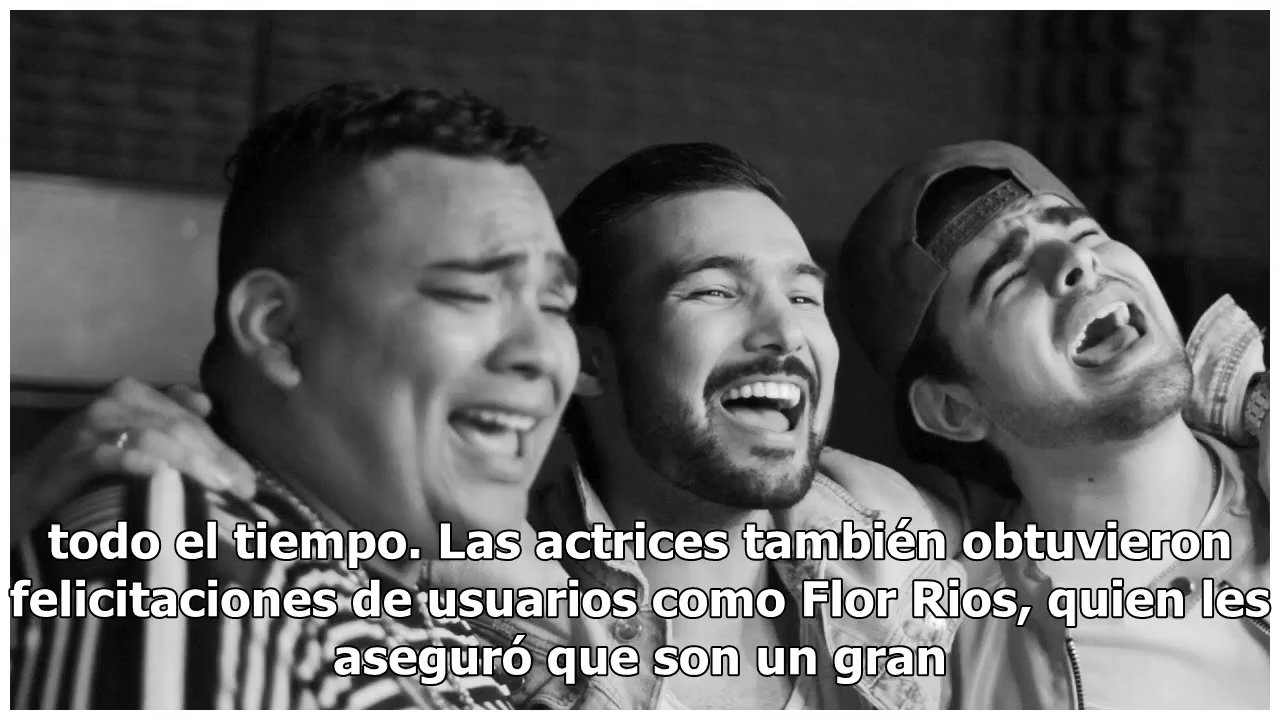 todo el tiempo. Las actrices también obtuvieron
felicitaciones de usuarios como Flor Rios, quien les
aseguró que son un gran